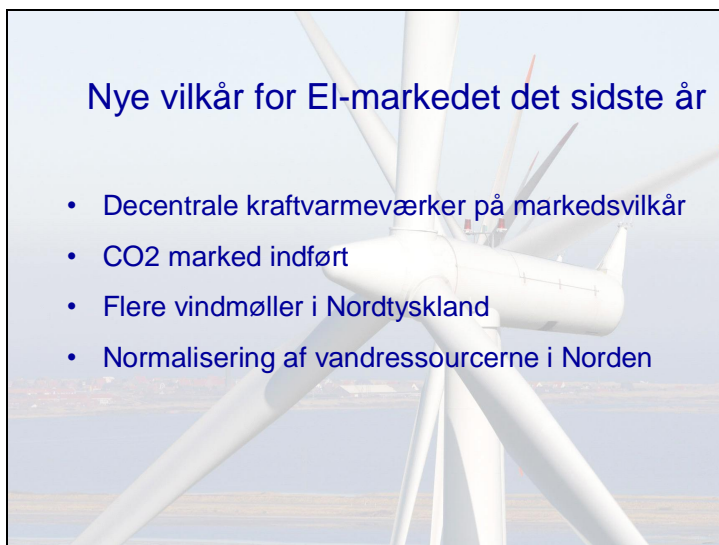 Nye vilkår for El-markedet det sidste år
• Decentrale kraftvarmeværker på markedsvilkår
• CO2 marked indført
• Flere vindmøller i Nordtyskland
• Normalisering af vandressourcerne i Norden